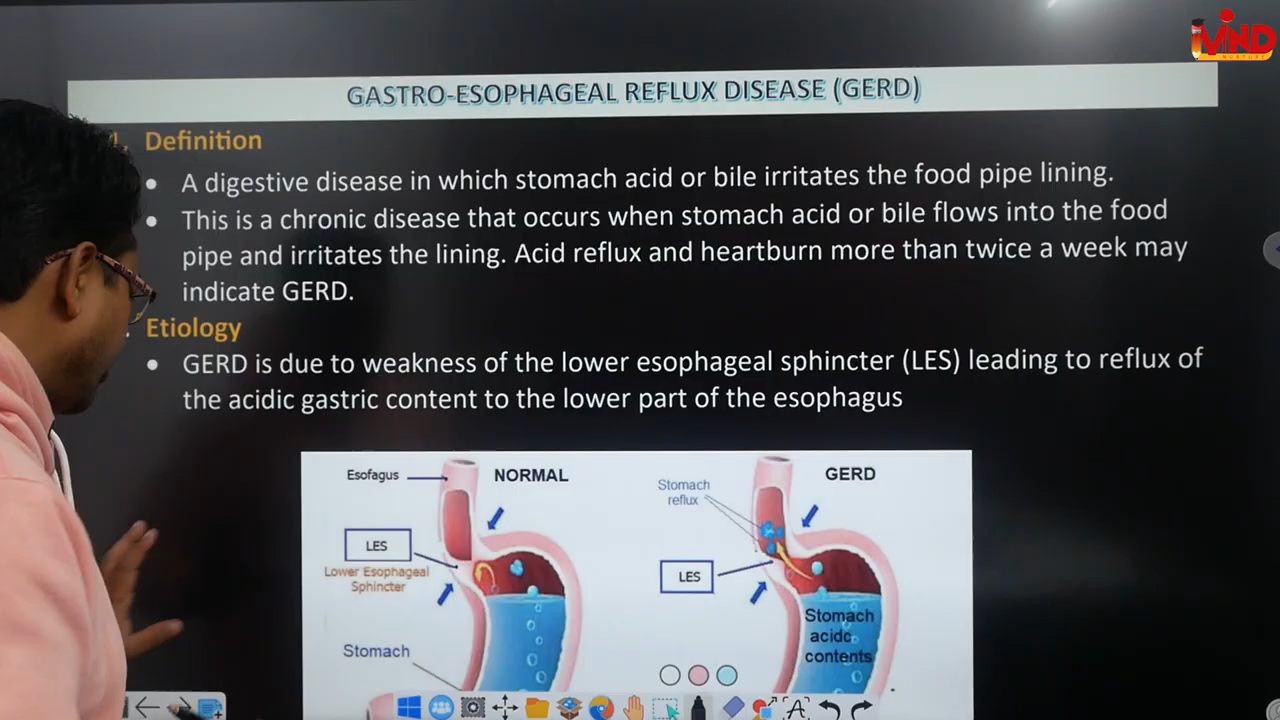 MIND
GASTRO-ESOPHAGEAL REFLUX DISEASE (GERD)
Definition
• A digestive disease in which stomach acid or bile irritates the food pipe lining.
• This is a chronic disease that occurs when stomach acid or bile flows into the food
pipe and irritates the lining. Acid reflux and heartburn more than twice a week may
indicate GERD.
Etiology
• GERD is due to weakness of the lower esophageal sphincter (LES) leading to reflux of
the acidic gastric content to the lower part of the esophagus
Esofagus
NORMAL
LES
Lower Esophageal
Sphincter
Stomach
GERD
Stomach
reflux
LES
Stomach
acidc
contents